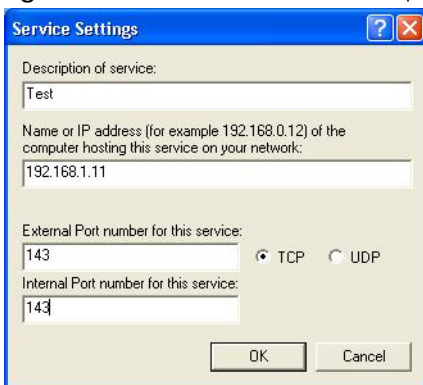 Service Settings
Description of service:
Test
Name or IP address (for example 192.168.0.12) of the
computer hosting this service on your network:
192.168.1.11
External Port number for this service:
143
TCP
UDP
Internal Port number for this service:
143
OK
Cancel